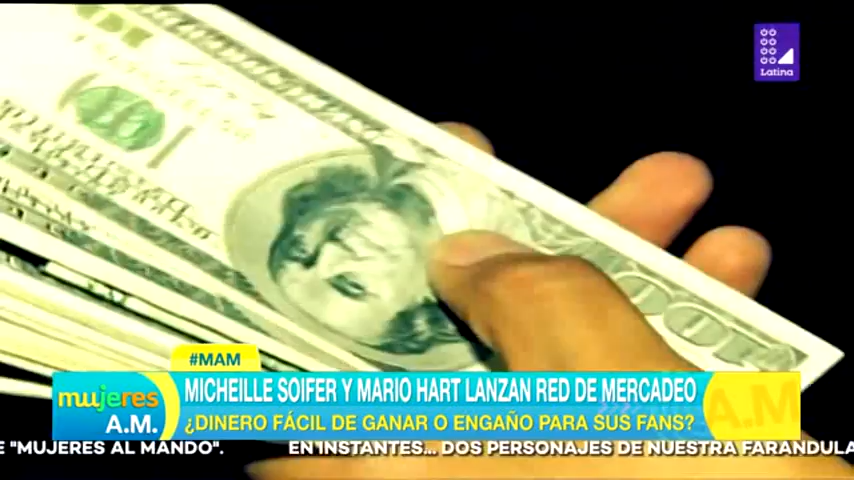 Latina
100
#MAM
mujeres
A.M.
MICHEILLE SOIFER Y MARIO HART LANZAN RED DE MERCADEO
¿DINERO FÁCIL DE GANAR O ENGAÑO PARA SUS FANS?
A.M
E "MUJERES AL MANDO". EN INSTANTES... DOS PERSONAJES DE NUESTRA FARANDULA